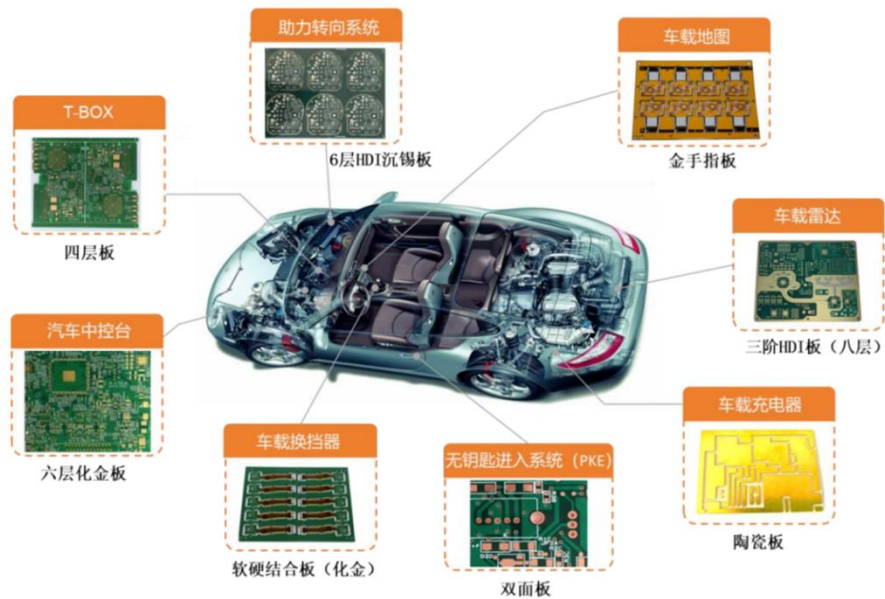 助力转向系统
6层HDI沉锡板
车载地图
金手指板
T-BOX
四层板
车载雷达
三阶HDI板（八层）
汽车中控台
六层化金板
车载换挡器
软硬结合板（化金）
无钥匙进入系统（PKE）
双面板
车载充电器
陶瓷板